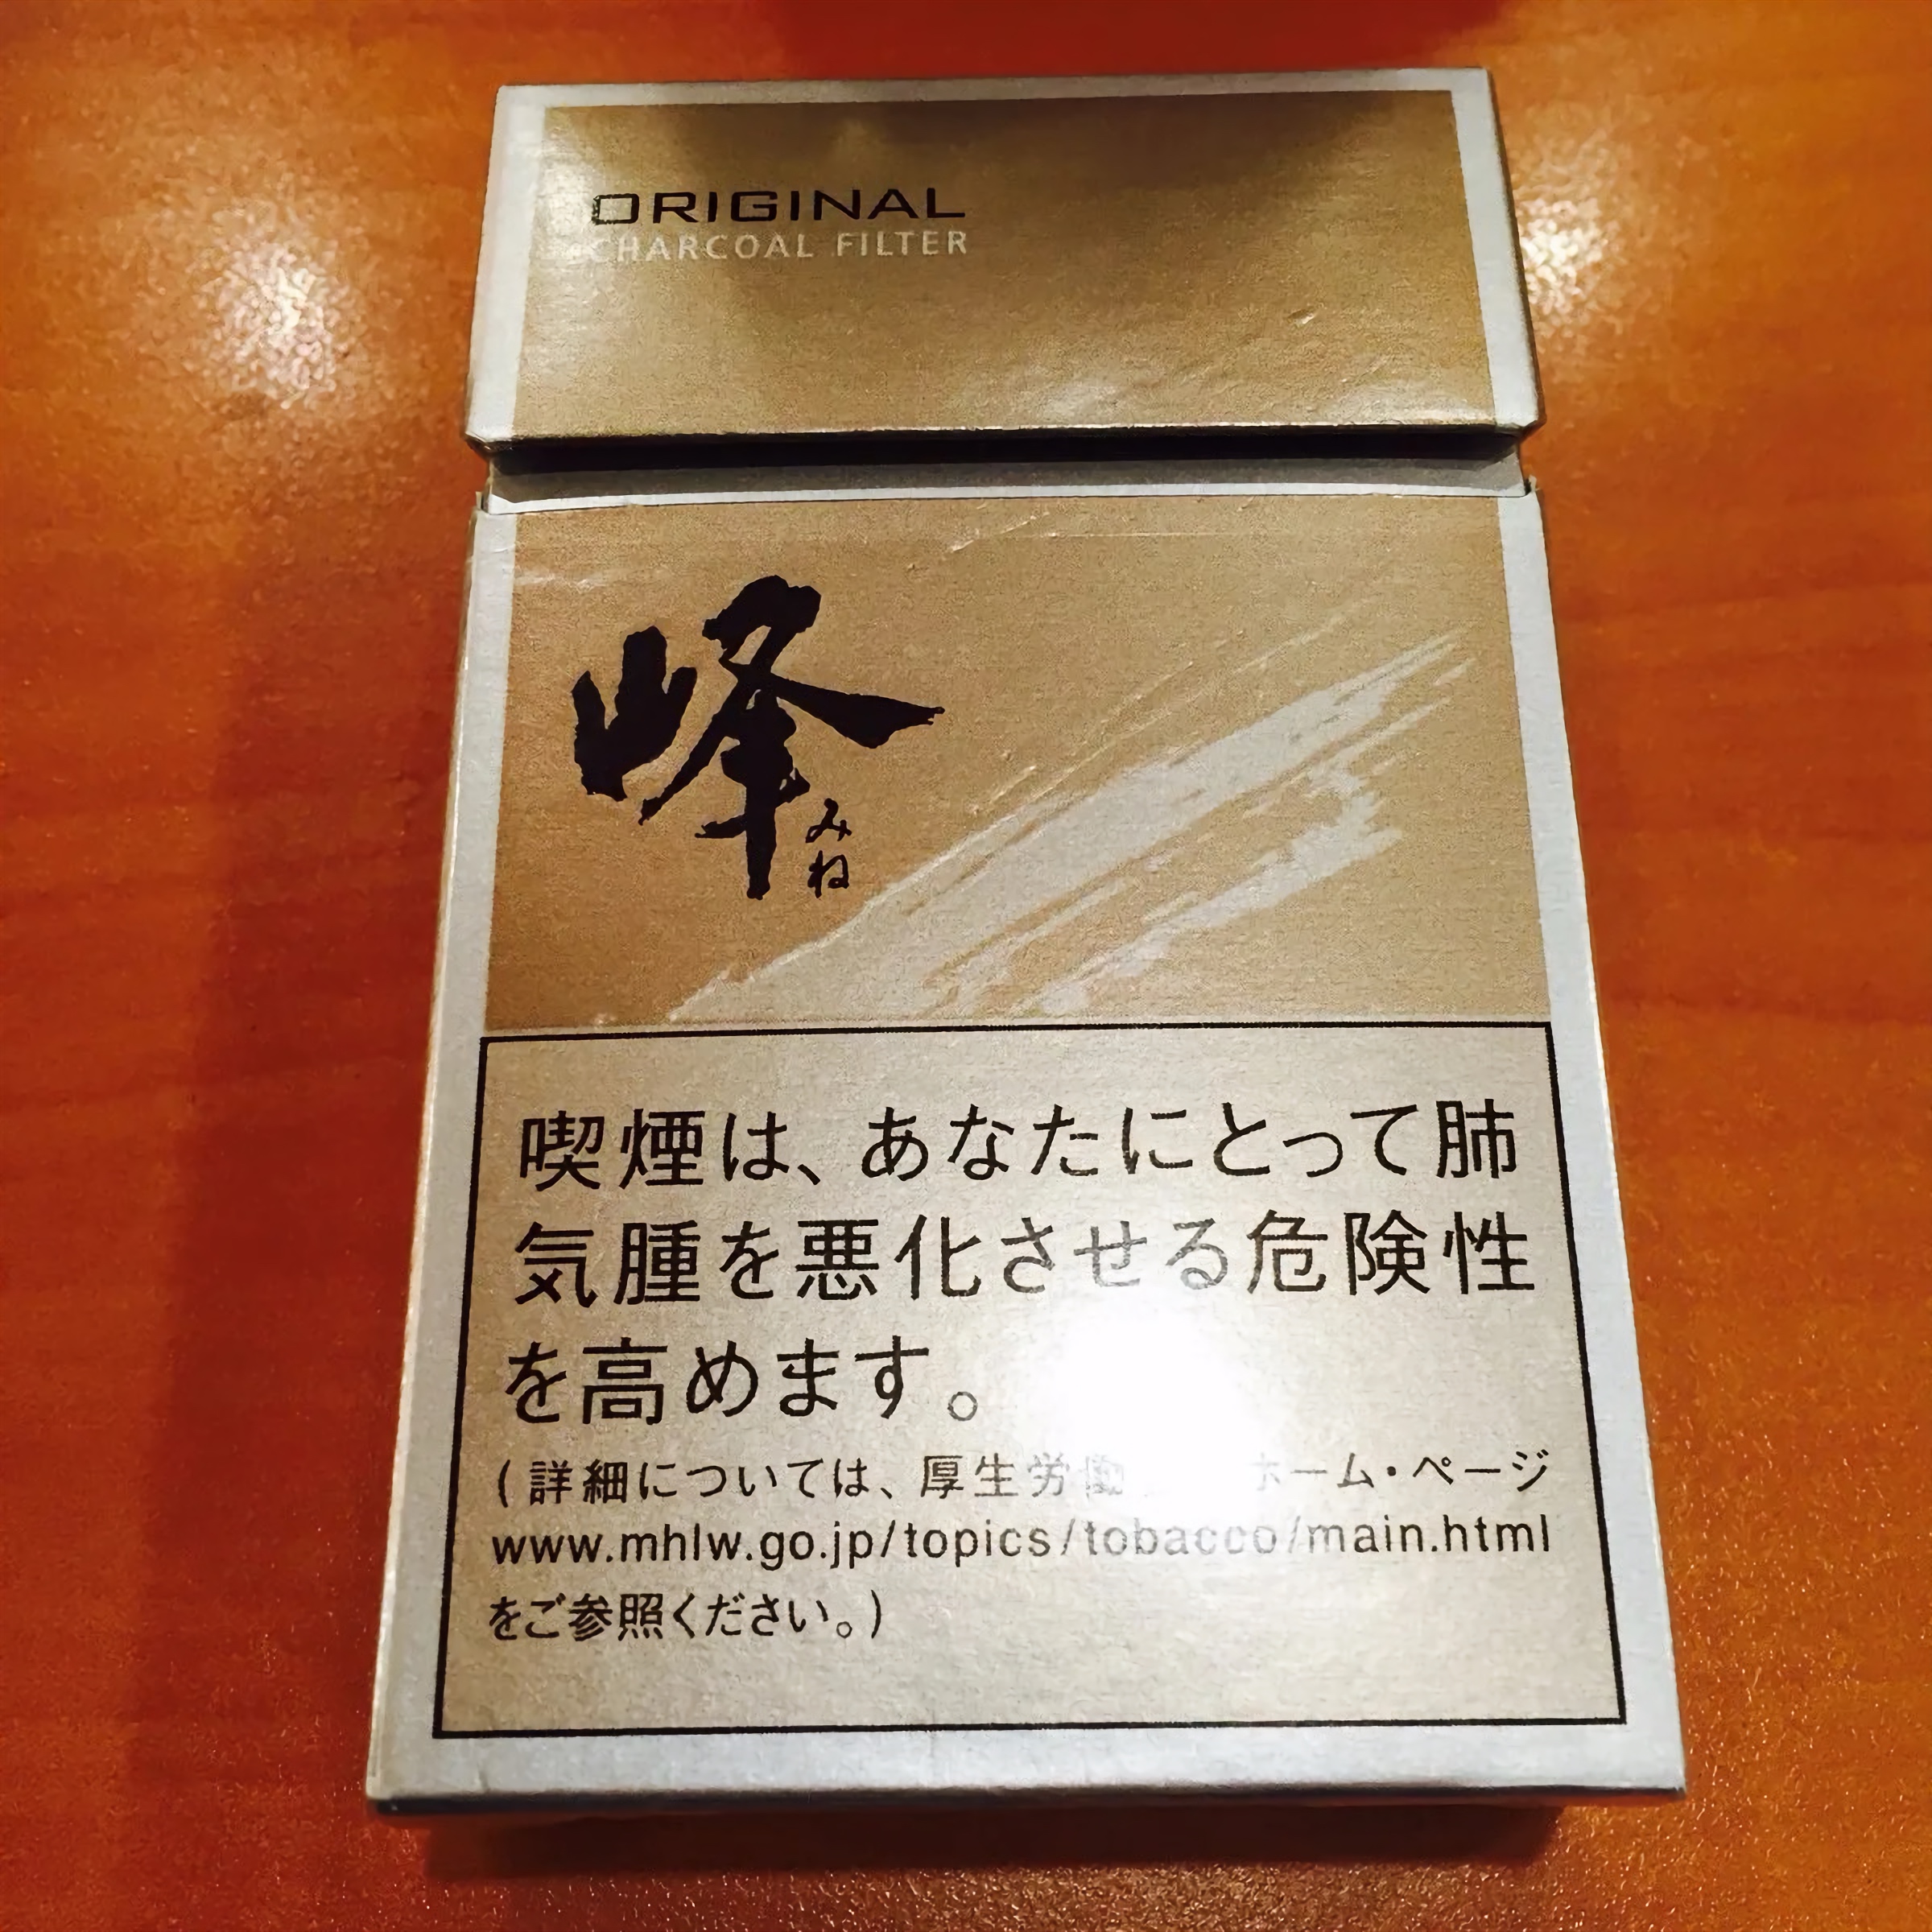 ORIGINAL
CHARCOAL FILTER
峰
みね
喫煙は、あなたにとって肺
気腫を悪化させる危険性
を高めます。
(詳細については、厚生労働 ホーム・ページ
www.mhlw.go.jp/topics/tobacco/main.html
をご参照ください。)